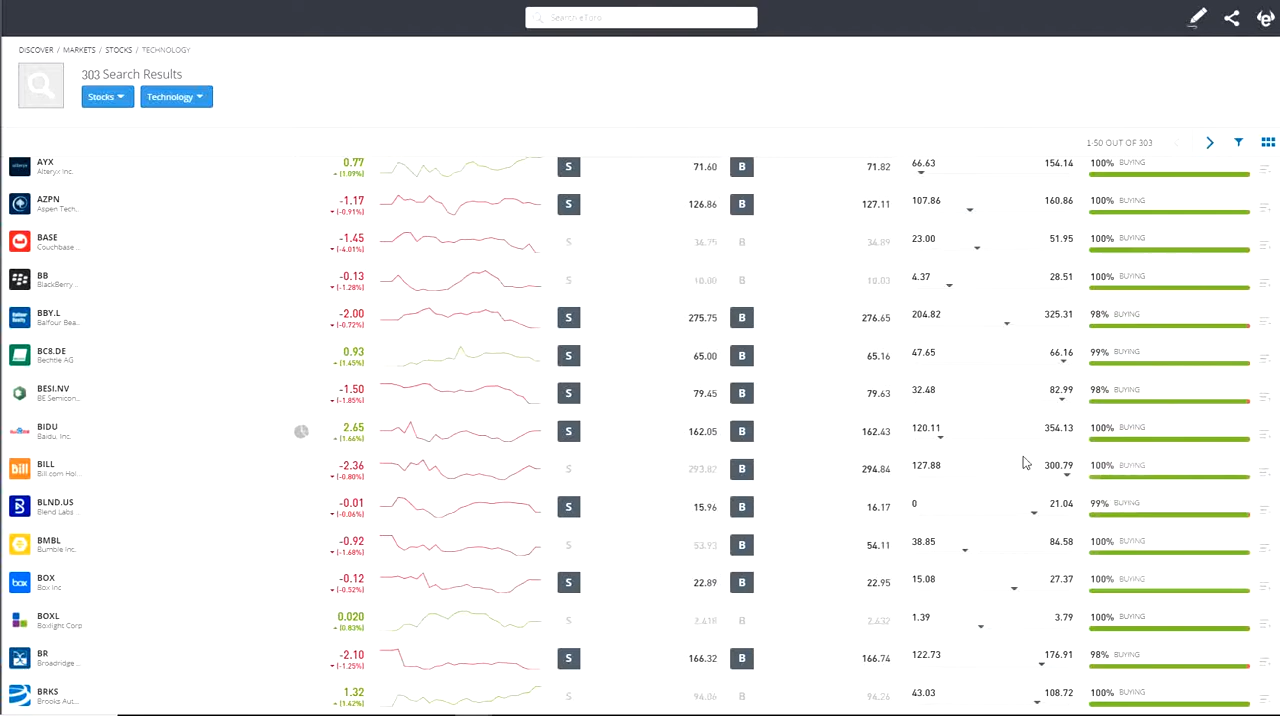 Search eToro
DISCOVER / MARKETS / STOCKS / TECHNOLOGY
303 Search Results
Stocks Technology
1-50 OUT OF 303
AYX 0.77 S 71.60 B 71.82 66.63 154.14 100% BUYING
Alteryx Inc. (1.09%)
AZPN -1.17 S 126.86 B 127.11 107.86 160.86 100% BUYING
Aspen Tech.. (-0.91%)
BASE -1.45 S 34.75 B 34.89 23.00 51.95 100% BUYING
Couchbase .. (-4.01%)
BB -0.13 S 10.00 B 10.03 4.37 28.51 100% BUYING
BlackBerry .. (-1.28%)
BBY.L -2.00 S 275.75 B 276.65 204.82 325.31 98% BUYING
Balfour Bea.. (-0.72%)
BC8.DE 0.93 S 65.00 B 65.16 47.65 66.16 99% BUYING
Bechtle AG (1.45%)
BESI.NV -1.50 S 79.45 B 79.63 32.48 82.99 98% BUYING
BE Semicon.. (-1.85%)
BIDU 2.65 S 162.05 B 162.43 120.11 354.13 100% BUYING
Baidu, Inc. (1.66%)
BILL -2.36 S 293.82 B 294.84 127.88 300.79 100% BUYING
Bill Bill.com Hol.. (-0.80%)
BLND.US -0.01 S 15.96 B 16.17 0 21.04 99% BUYING
Blend Labs .. (-0.06%)
BMBL -0.92 S 53.93 B 54.11 38.85 84.58 100% BUYING
Bumble Inc. (-1.68%)
BOX -0.12 S 22.89 B 22.95 15.08 27.37 100% BUYING
box Box Inc (-0.52%)
BOXL 0.020 S 2.418 B 2.432 1.39 3.79 100% BUYING
Boxlight Corp (0.83%)
BR -2.10 S 166.32 B 166.74 122.73 176.91 98% BUYING
Broadridge .. (-1.25%)
BRKS 1.32 S 94.06 B 94.26 43.03 108.72 100% BUYING
Brooks Aut.. (1.42%)